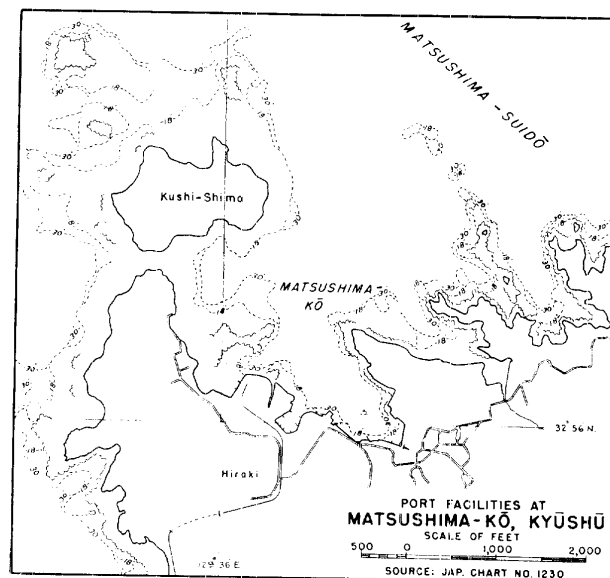 MATSUSHIMA - SUIDŌ
Kushi-Shima
MATSUSHIMA-
KŌ
32° 56 N.
Hiraki
PORT FACILITIES AT
MATSUSHIMA-KŌ, KYŪSHŪ
SCALE OF FEET
500 0 1,000 2,000
129° 36 E
SOURCE: JAP. CHART NO. 1230